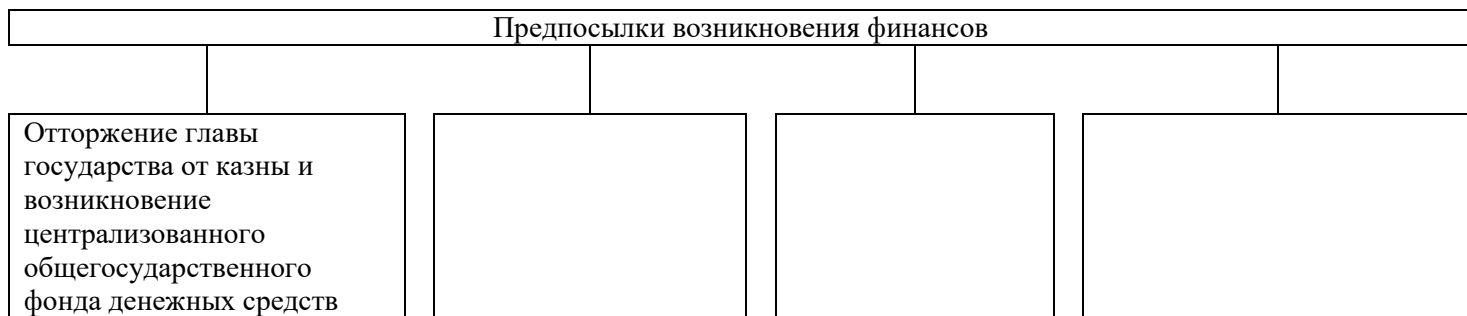 Предпосылки возникновения финансов
Отторжение главы
государства от казны и
возникновение
централизованного
общегосударственного
фонда денежных средств